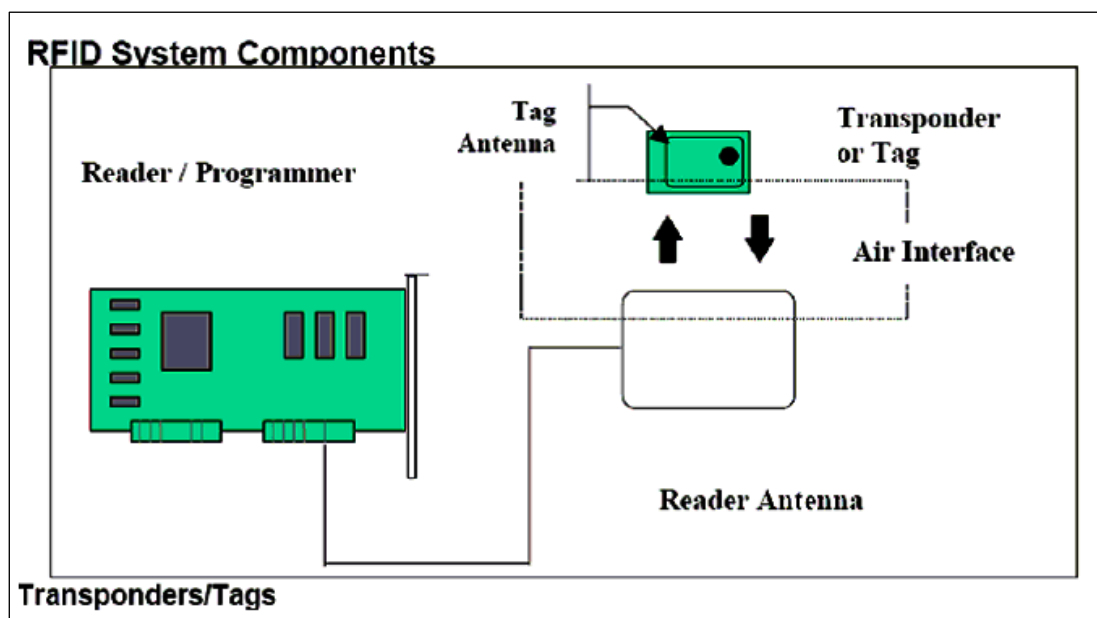 RFID System Components
Tag
Antenna
Transponder
or Tag
Reader / Programmer
Air Interface
Reader Antenna
Transponders/Tags